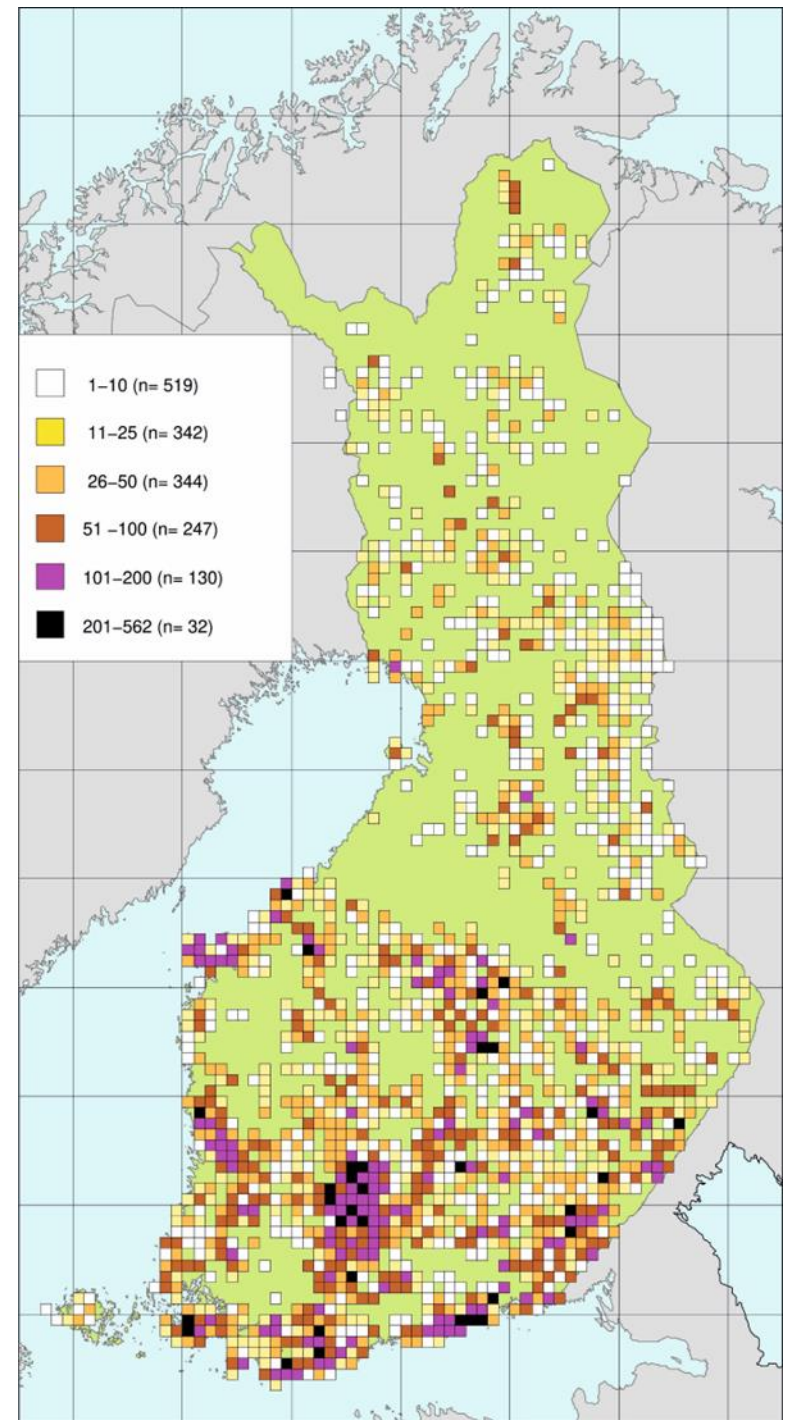 1–10 (n= 519)
11–25 (n= 342)
26–50 (n= 344)
51 –100 (n= 247)
101–200 (n= 130)
201–562 (n= 32)